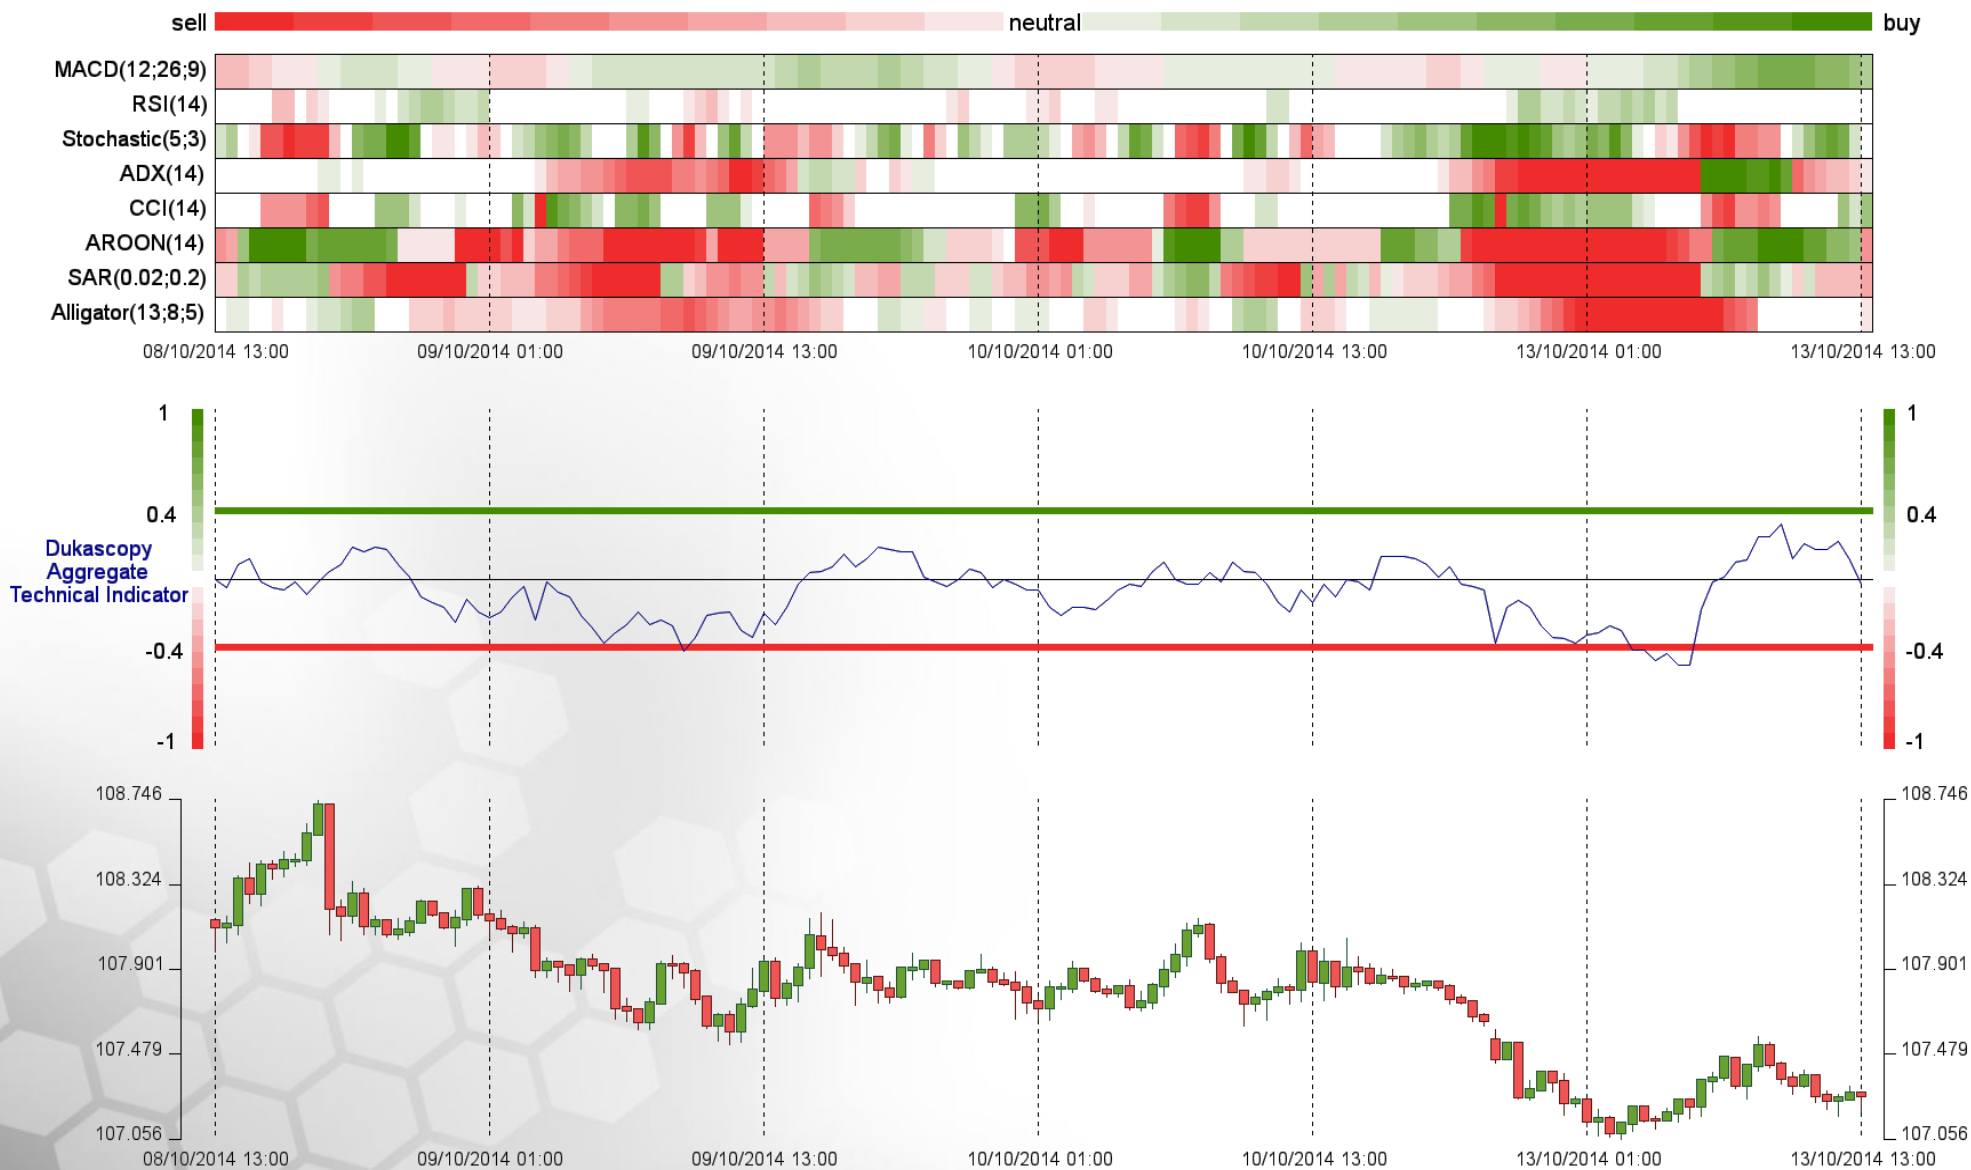 sell neutral buy
MACD(12;26;9)
RSI(14)
Stochastic(5;3)
ADX(14)
CCI(14)
AROON(14)
SAR(0.02;0.2)
Alligator(13;8;5)
08/10/2014 13:00 09/10/2014 01:00 09/10/2014 13:00 10/10/2014 01:00 10/10/2014 13:00 13/10/2014 01:00 13/10/2014 13:00
1 1
0.4 0.4
Dukascopy
Aggregate
Technical Indicator
-0.4 -0.4
-1 -1
108.746 108.746
108.324 108.324
107.901 107.901
107.479 107.479
107.056 107.056
08/10/2014 13:00 09/10/2014 01:00 09/10/2014 13:00 10/10/2014 01:00 10/10/2014 13:00 13/10/2014 01:00 13/10/2014 13:00